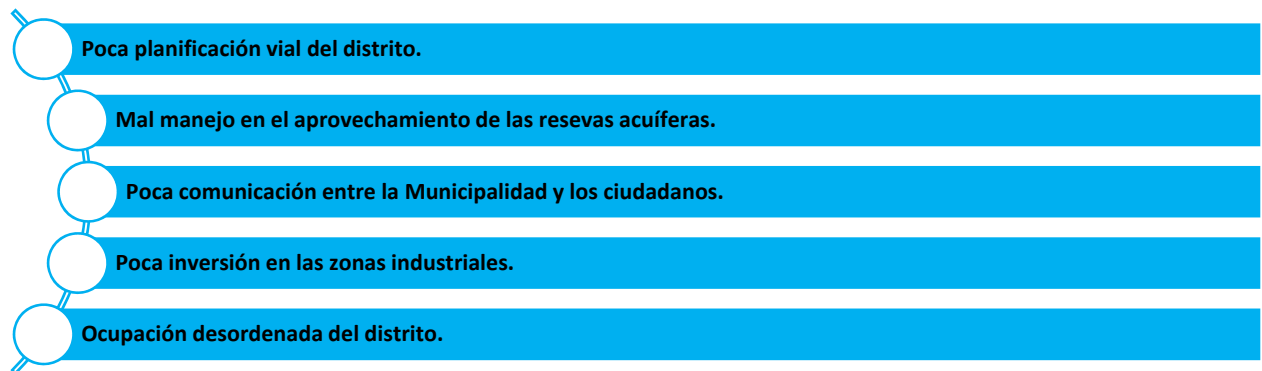 Poca planificación vial del distrito.
Mal manejo en el aprovechamiento de las resevas acuíferas.
Poca comunicación entre la Municipalidad y los ciudadanos.
Poca inversión en las zonas industriales.
Ocupación desordenada del distrito.